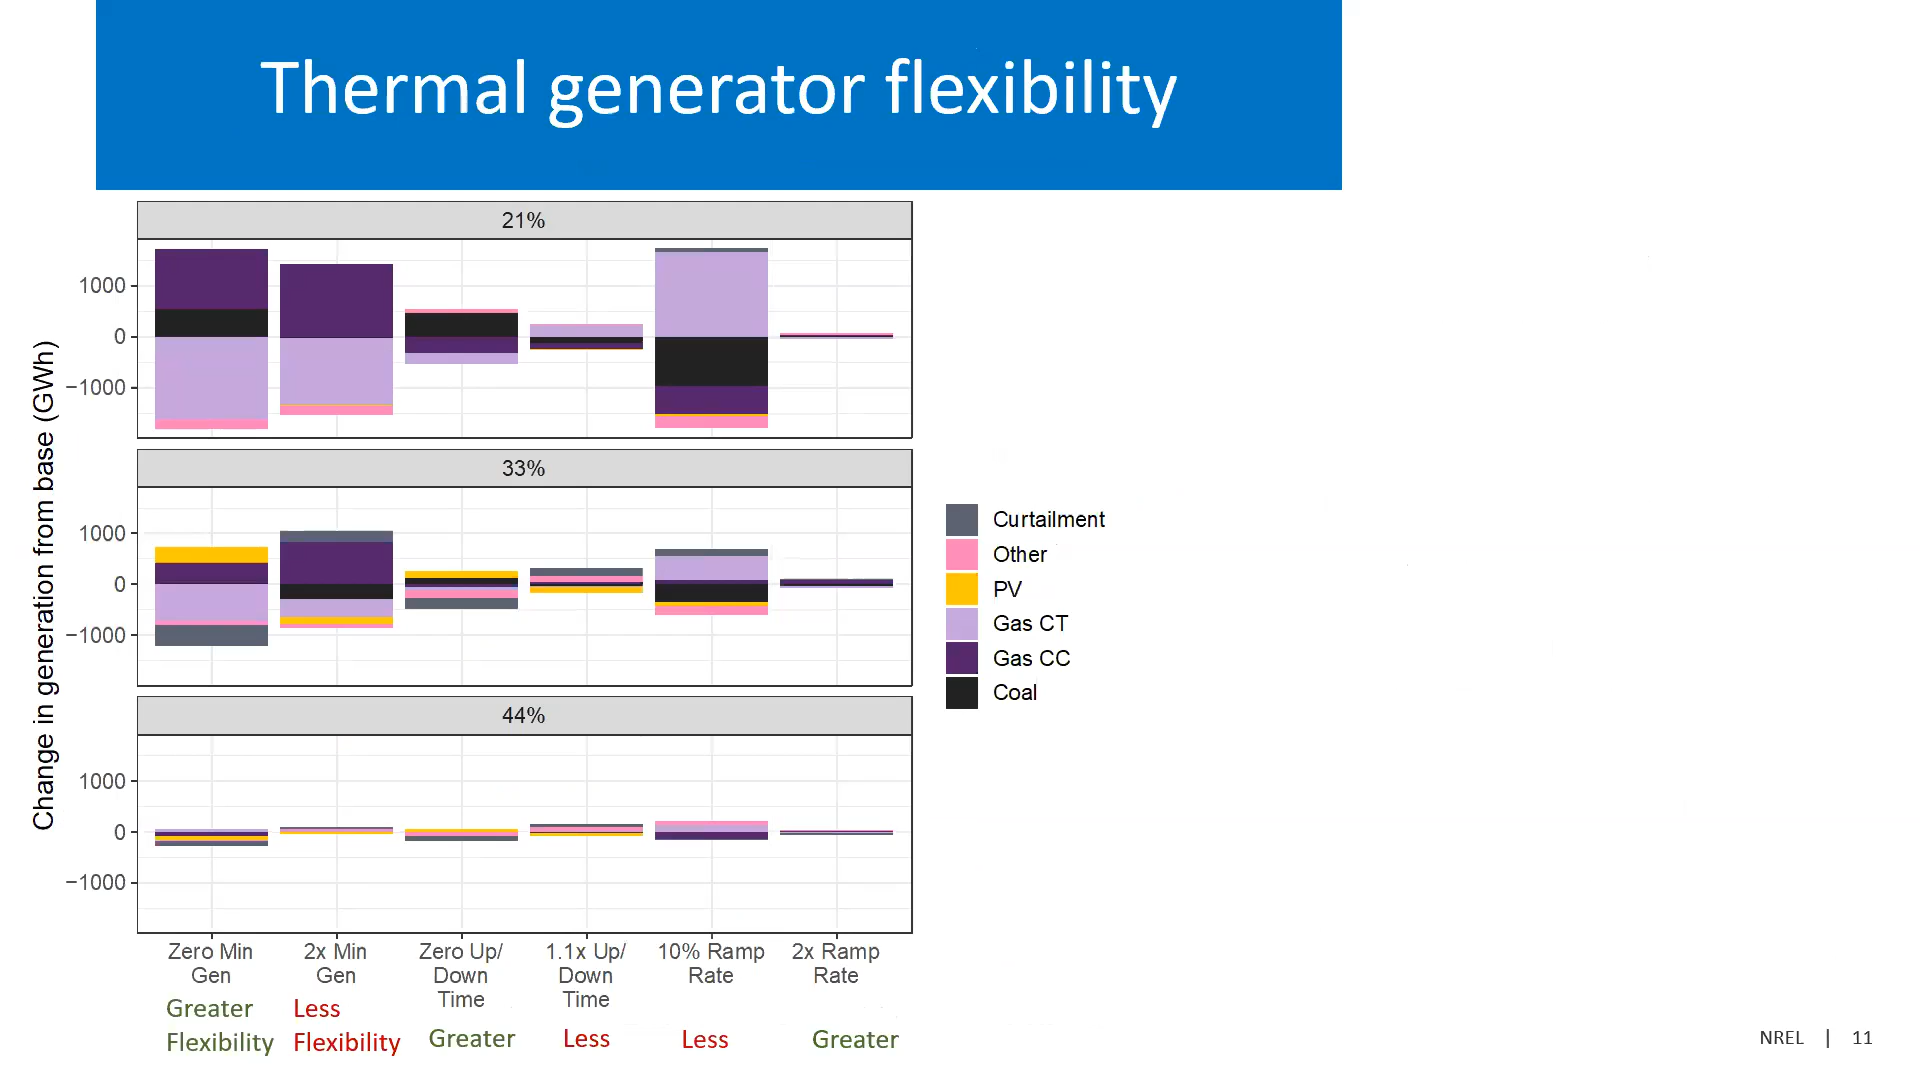 Thermal generator flexibility
21%
1000
0
−1000
33%
1000
0
−1000
44%
1000
0
−1000
Change in generation from base (GWh)
Curtailment
Other
PV
Gas CT
Gas CC
Coal
Zero Min
Gen
2x Min
Gen
Zero Up/
Down
Time
1.1x Up/
Down
Time
10% Ramp
Rate
2x Ramp
Rate
Greater
Flexibility
Less
Flexibility
Greater
Less
Less
Greater
NREL | 11